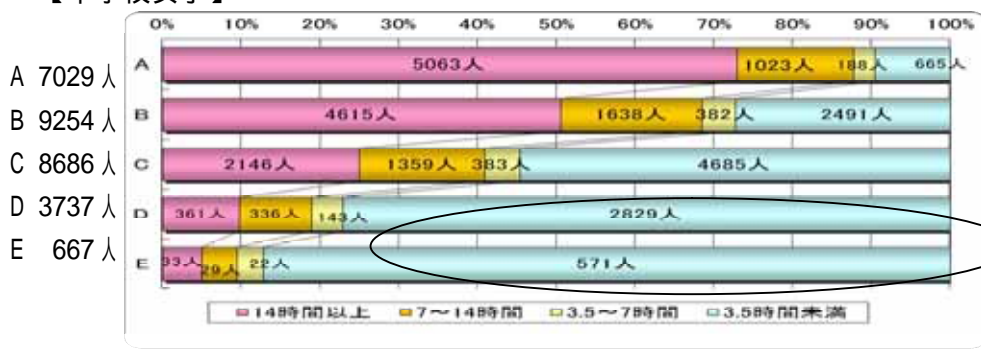 0% 10% 20% 30% 40% 50% 60% 70% 80% 90% 100%
A 7029人
A 5063人 1023人 188人 665人
B 9254人
B 4615人 1638人 382人 2491人
C 8686人
C 2146人 1359人 383人 4685人
D 3737人
D 361人 336人 143人 2829人
E 667人
E 33人 29人 22人 571人
14時間以上 7～14時間 3.5～7時間 3.5時間未満